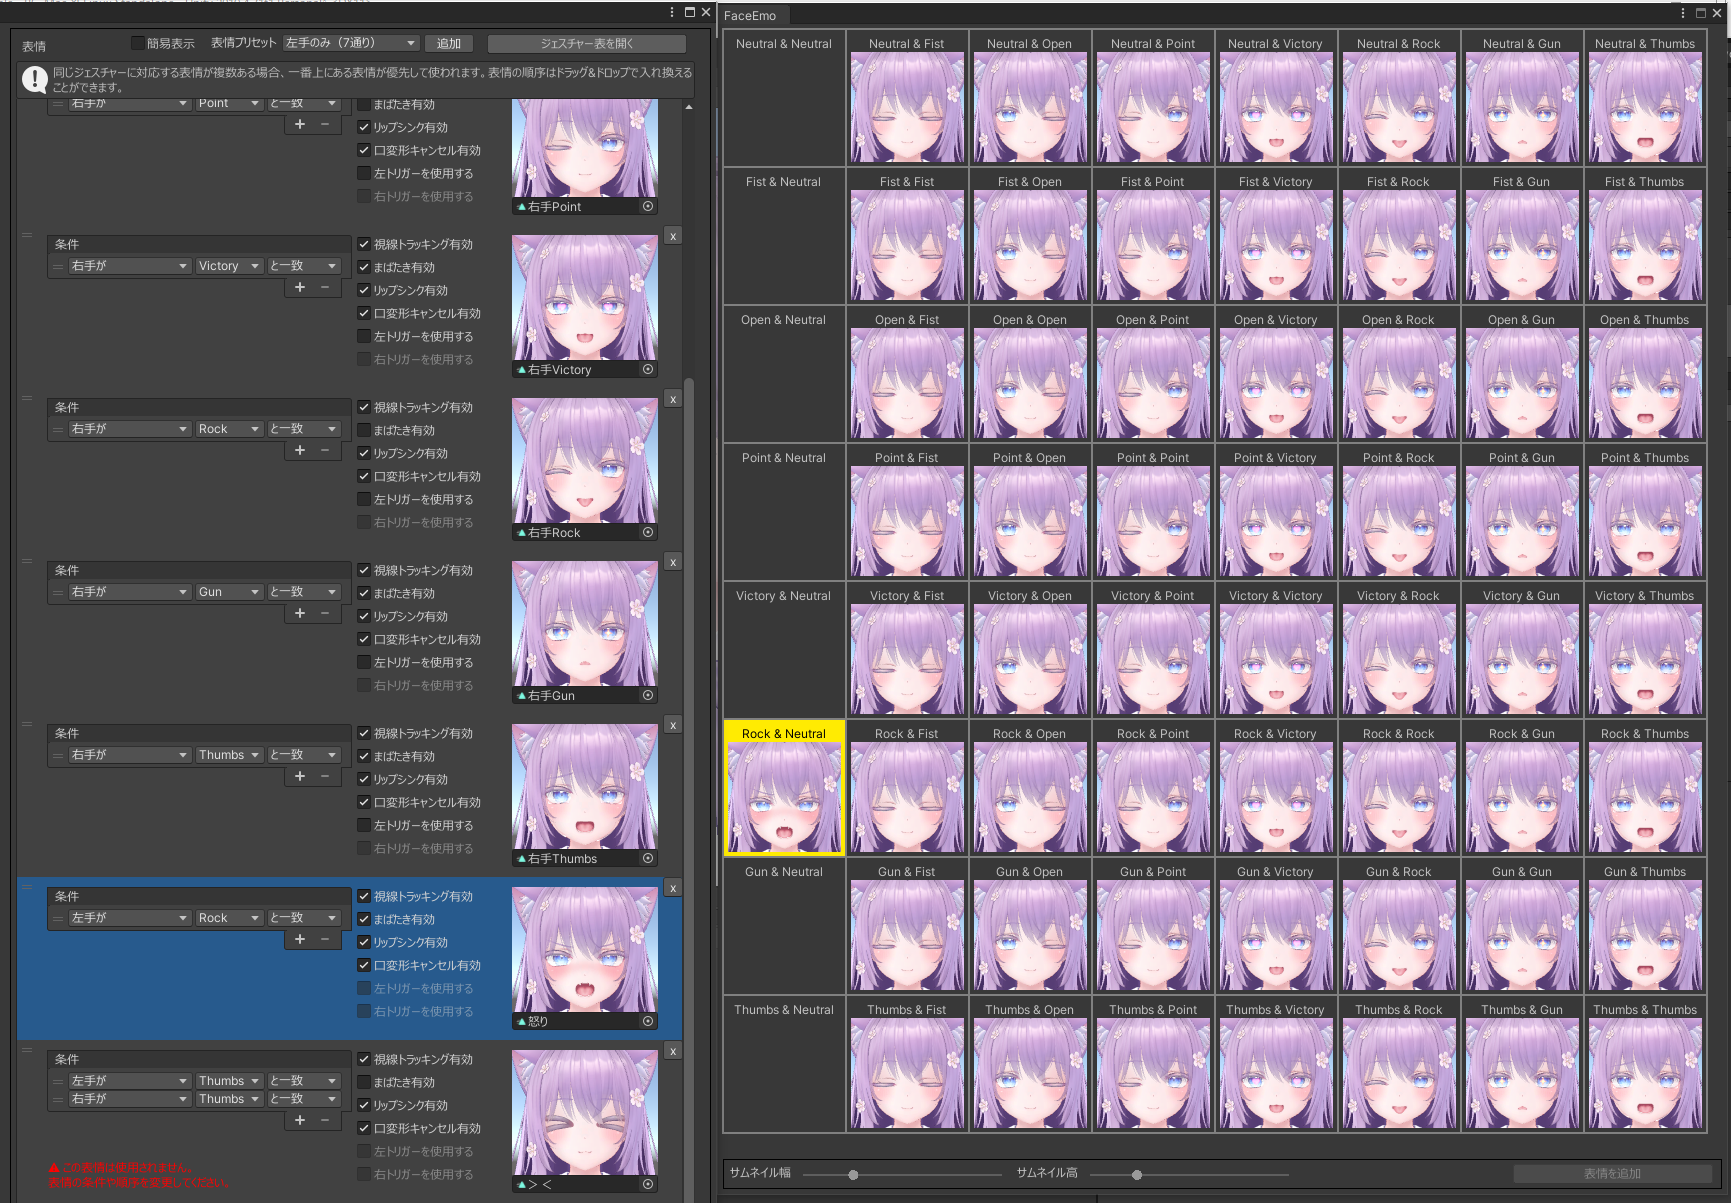 表情
簡易表示
表情プリセット
左手のみ（7通り）
追加
ジェスチャー表を開く
同じジェスチャーに対応する表情が複数ある場合、一番上にある表情が優先して使われます。表情の順序はドラッグ&ドロップで入れ換える
ことができます。
右手が Point と一致
まばたき有効
リップシンク有効
口変形キャンセル有効
左トリガーを使用する
右トリガーを使用する
右手Point
条件
右手が Victory と一致
視線トラッキング有効
まばたき有効
リップシンク有効
口変形キャンセル有効
左トリガーを使用する
右トリガーを使用する
右手Victory
x
条件
右手が Rock と一致
視線トラッキング有効
まばたき有効
リップシンク有効
口変形キャンセル有効
左トリガーを使用する
右トリガーを使用する
右手Rock
x
条件
右手が Gun と一致
視線トラッキング有効
まばたき有効
リップシンク有効
口変形キャンセル有効
左トリガーを使用する
右トリガーを使用する
右手Gun
x
条件
右手が Thumbs と一致
視線トラッキング有効
まばたき有効
リップシンク有効
口変形キャンセル有効
左トリガーを使用する
右トリガーを使用する
右手Thumbs
x
条件
左手が Rock と一致
視線トラッキング有効
まばたき有効
リップシンク有効
口変形キャンセル有効
左トリガーを使用する
右トリガーを使用する
怒り
x
条件
左手が Thumbs と一致
右手が Thumbs と一致
視線トラッキング有効
まばたき有効
リップシンク有効
口変形キャンセル有効
左トリガーを使用する
右トリガーを使用する
＞＜
x
この表情は使用されません。
表情の条件や順序を変更してください。
FaceEmo
Neutral & Neutral Neutral & Fist Neutral & Open Neutral & Point Neutral & Victory Neutral & Rock Neutral & Gun Neutral & Thumbs
Fist & Neutral Fist & Fist Fist & Open Fist & Point Fist & Victory Fist & Rock Fist & Gun Fist & Thumbs
Open & Neutral Open & Fist Open & Open Open & Point Open & Victory Open & Rock Open & Gun Open & Thumbs
Point & Neutral Point & Fist Point & Open Point & Point Point & Victory Point & Rock Point & Gun Point & Thumbs
Victory & Neutral Victory & Fist Victory & Open Victory & Point Victory & Victory Victory & Rock Victory & Gun Victory & Thumbs
Rock & Neutral Rock & Fist Rock & Open Rock & Point Rock & Victory Rock & Rock Rock & Gun Rock & Thumbs
Gun & Neutral Gun & Fist Gun & Open Gun & Point Gun & Victory Gun & Rock Gun & Gun Gun & Thumbs
Thumbs & Neutral Thumbs & Fist Thumbs & Open Thumbs & Point Thumbs & Victory Thumbs & Rock Thumbs & Gun Thumbs & Thumbs
サムネイル幅
サムネイル高
表情を追加